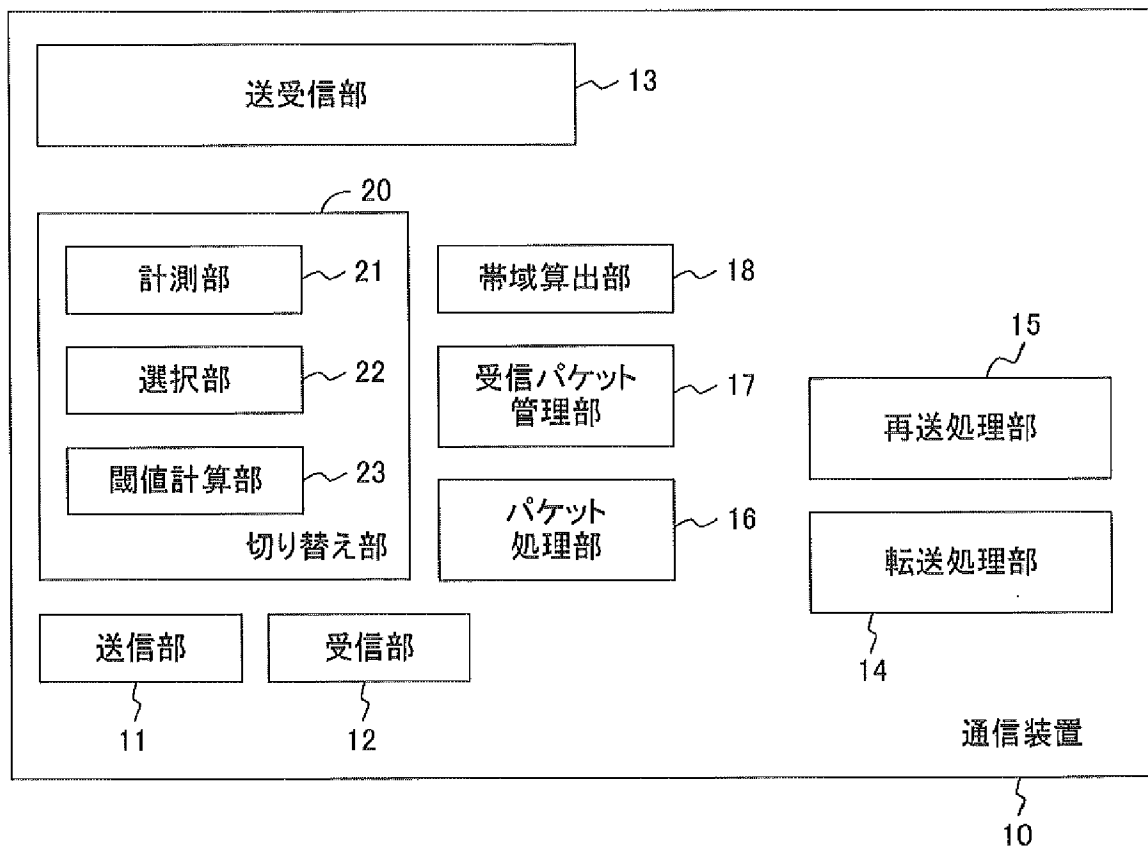 送受信部
13
20
計測部
21
選択部
22
閾値計算部
23
切り替え部
帯域算出部
18
受信パケット
管理部
17
パケット
処理部
16
15
再送処理部
転送処理部
14
送信部
11
受信部
12
通信装置
10